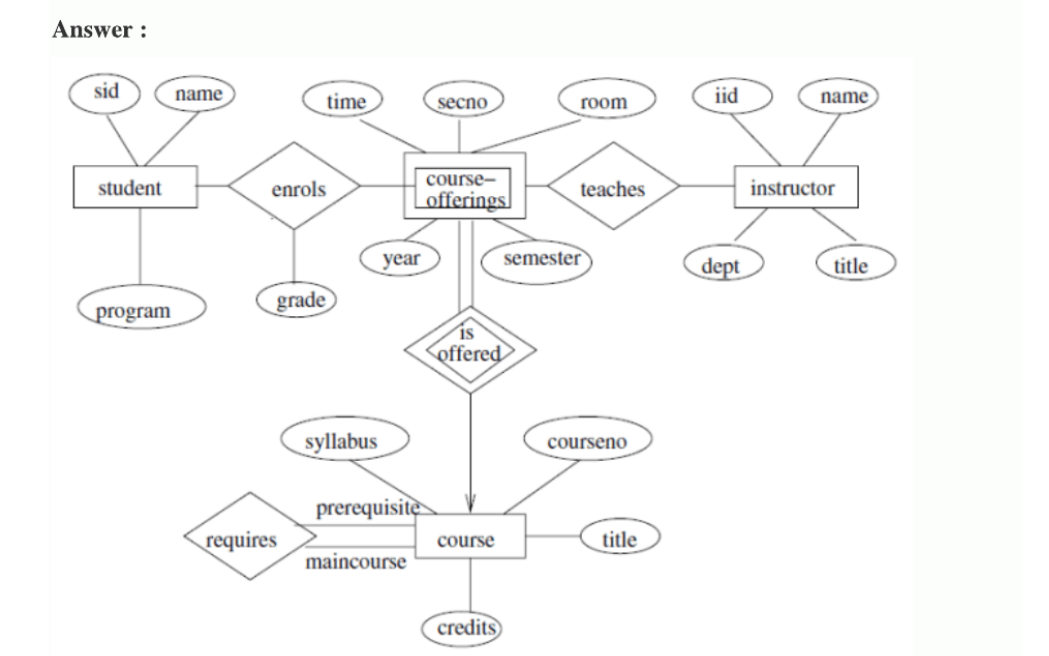 Answer :
sid
name
time
secno
room
iid
name
student
enrols
course–
offerings
teaches
instructor
year
semester
dept
title
program
grade
is
offered
syllabus
courseno
prerequisite
requires
course
title
maincourse
credits